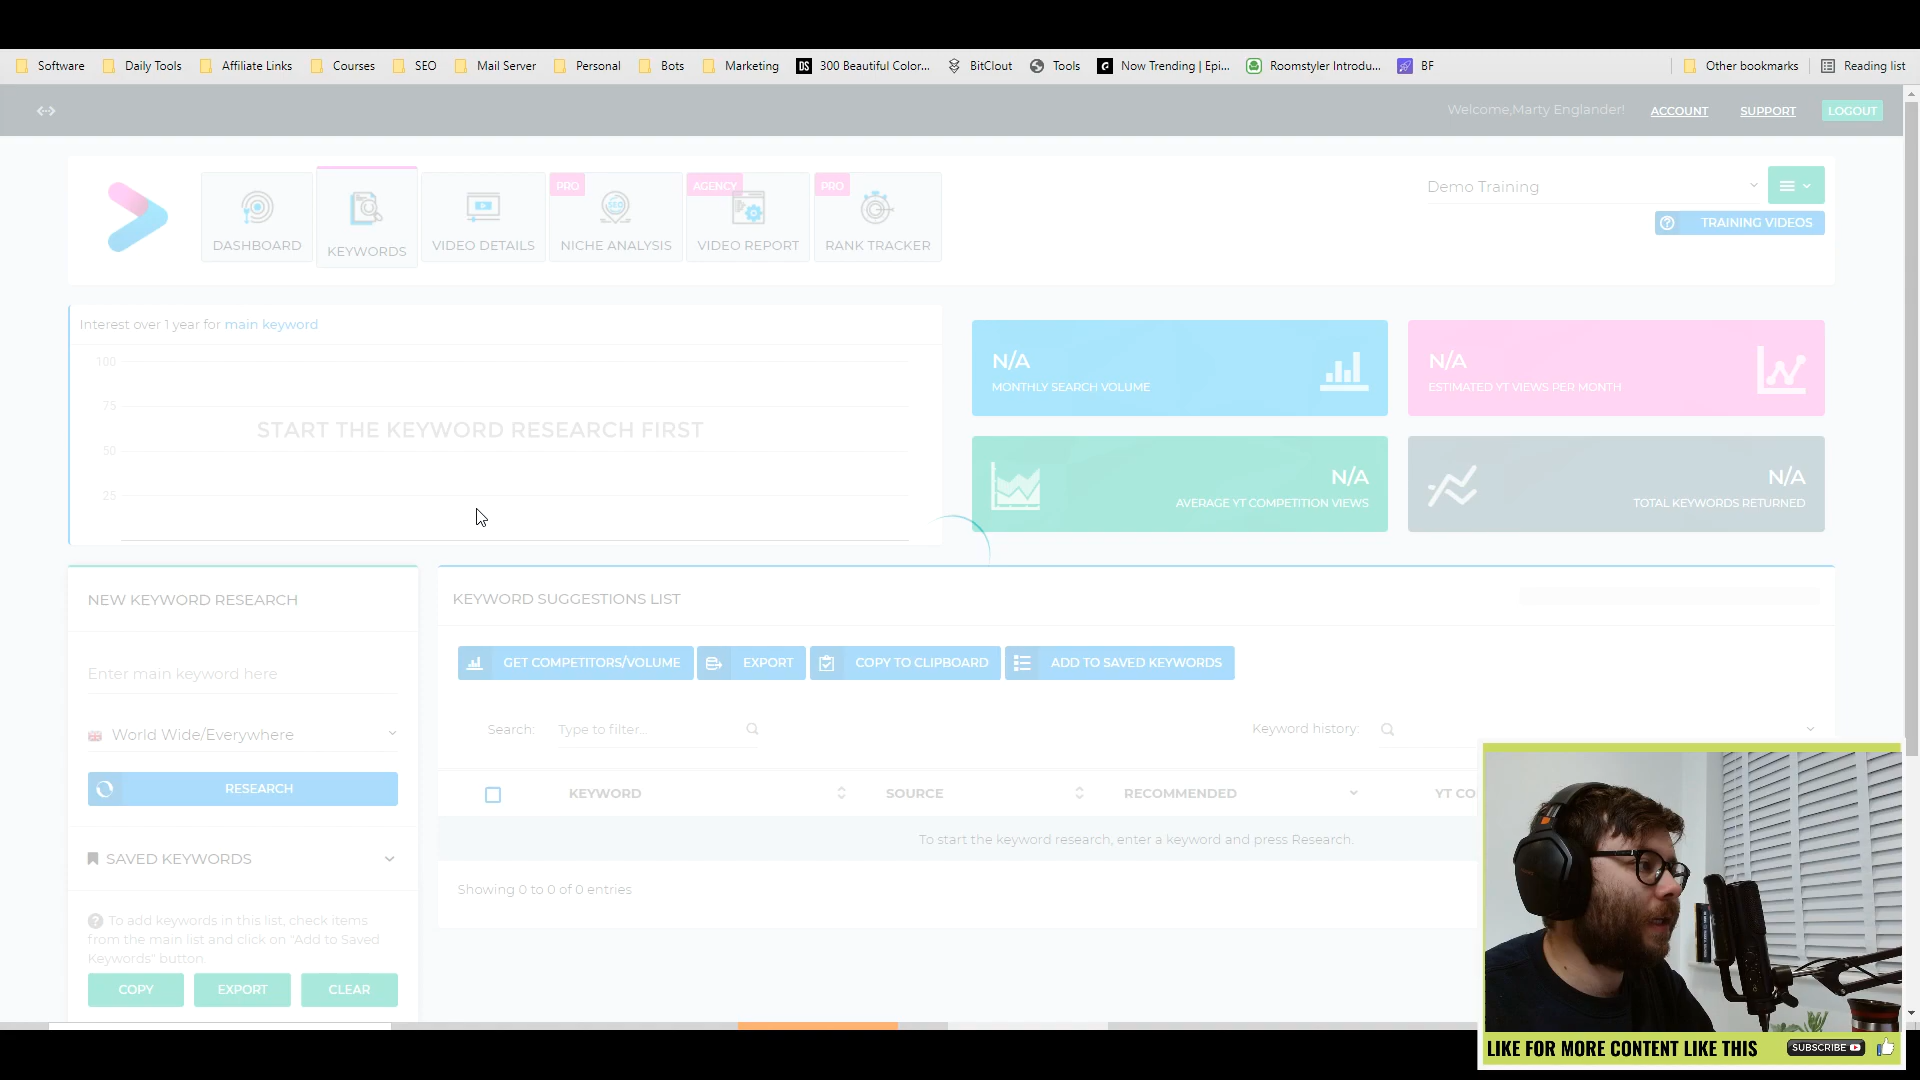 Software
Daily Tools
Affiliate Links
Courses
SEO
Mail Server
Personal
Bots
Marketing
300 Beautiful Color...
BitClout
Tools
Now Trending | Epi...
Roomstyler Introdu...
BF
Other bookmarks
Reading list
Welcome,Marty Englander!
ACCOUNT
SUPPORT
LOGOUT
DASHBOARD
KEYWORDS
VIDEO DETAILS
PRO
NICHE ANALYSIS
AGENCY
VIDEO REPORT
PRO
RANK TRACKER
Demo Training
TRAINING VIDEOS
Interest over 1 year for main keyword
100
75
50
25
START THE KEYWORD RESEARCH FIRST
N/A
MONTHLY SEARCH VOLUME
N/A
ESTIMATED YT VIEWS PER MONTH
N/A
AVERAGE YT COMPETITION VIEWS
N/A
TOTAL KEYWORDS RETURNED
NEW KEYWORD RESEARCH
Enter main keyword here
World Wide/Everywhere
RESEARCH
SAVED KEYWORDS
To add keywords in this list, check items
from the main list and click on "Add to Saved
Keywords" button.
COPY
EXPORT
CLEAR
KEYWORD SUGGESTIONS LIST
GET COMPETITORS/VOLUME
EXPORT
COPY TO CLIPBOARD
ADD TO SAVED KEYWORDS
Search:
Type to filter...
Keyword history:
KEYWORD
SOURCE
RECOMMENDED
YT CO
To start the keyword research, enter a keyword and press Research.
Showing 0 to 0 of 0 entries
LIKE FOR MORE CONTENT LIKE THIS
SUBSCRIBE